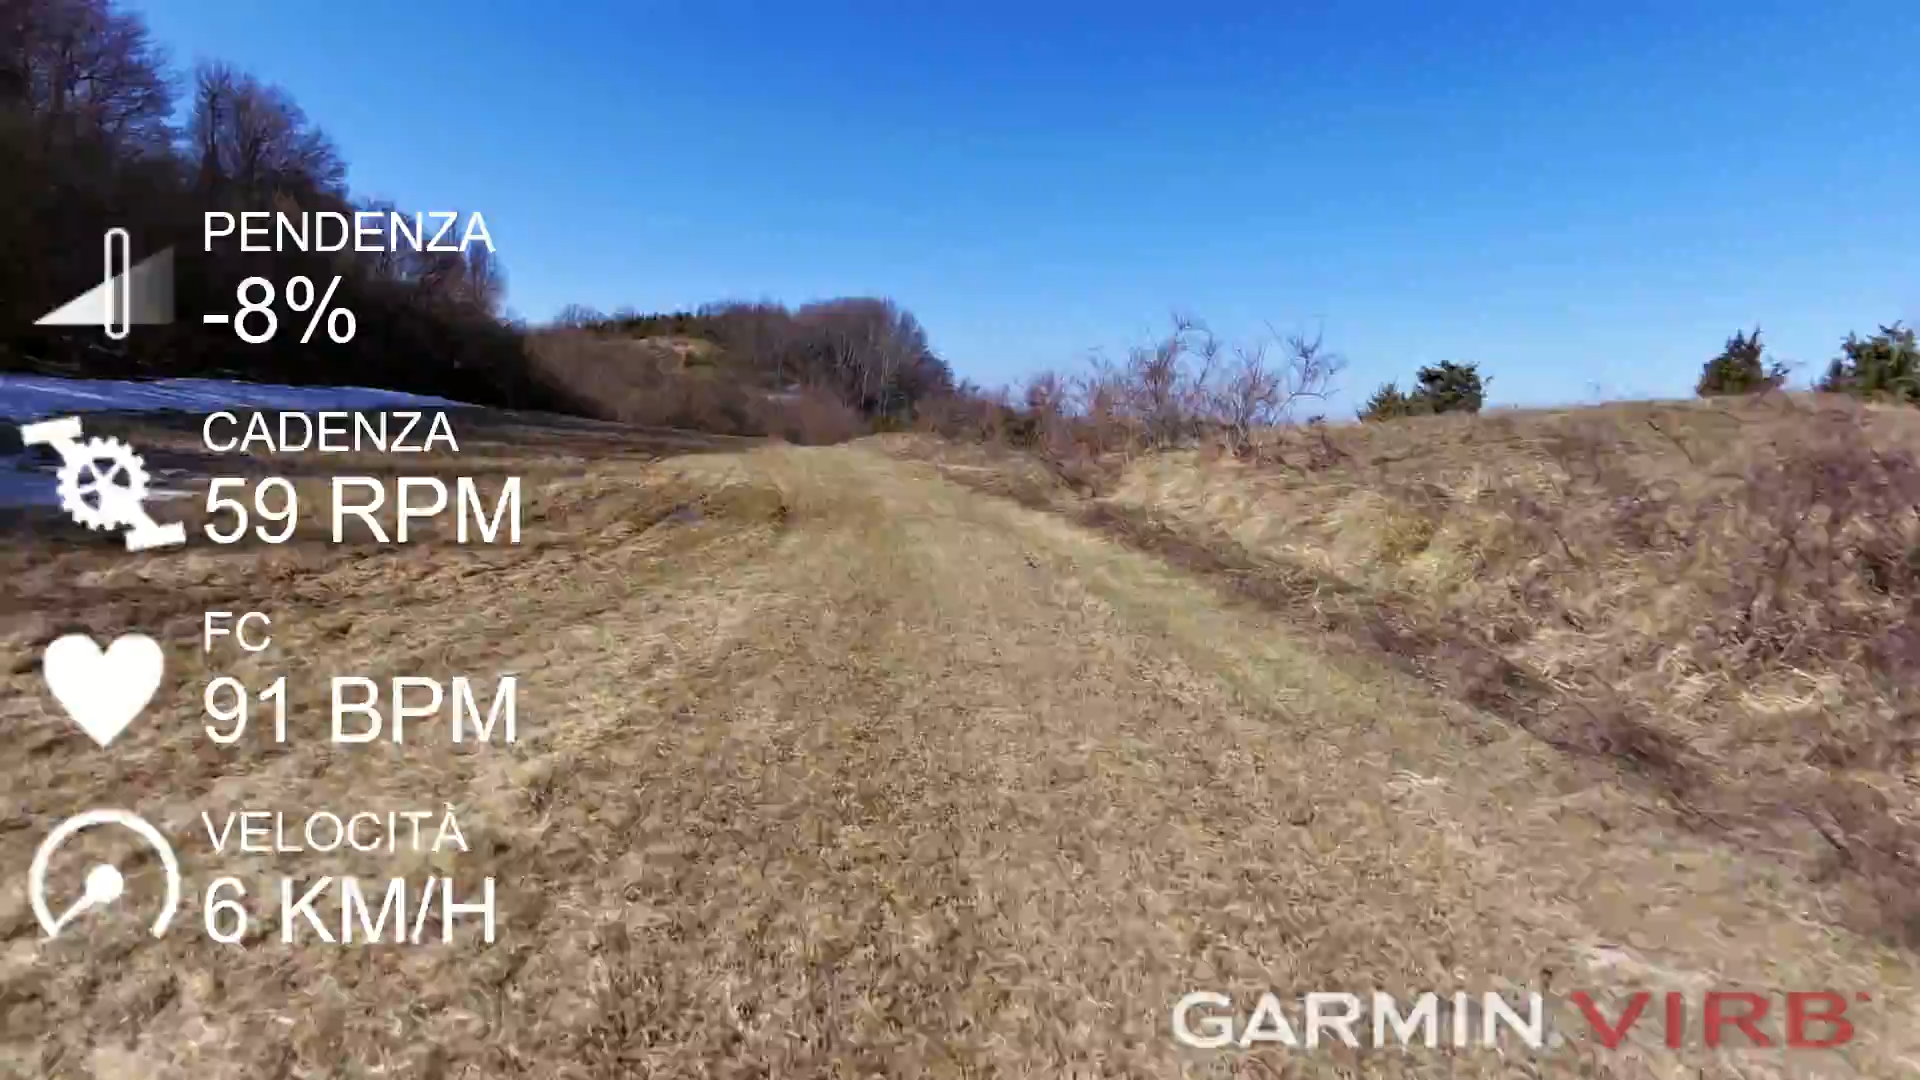 PENDENZA
-8%
CADENZA
59 RPM
FC
91 BPM
VELOCITÀ
6 KM/H
GARMIN VIRB